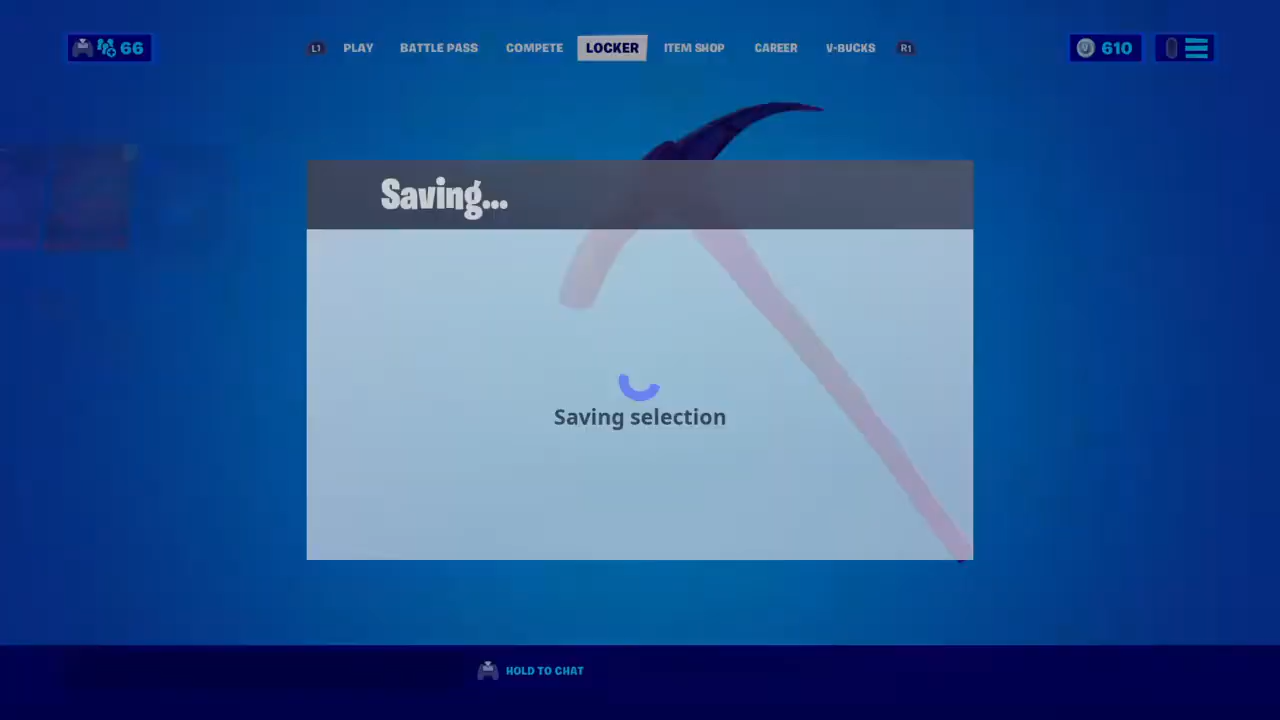 66
L1
PLAY
BATTLE PASS
COMPETE
LOCKER
ITEM SHOP
CAREER
V-BUCKS
R1
610
Saving...
Saving selection
HOLD TO CHAT